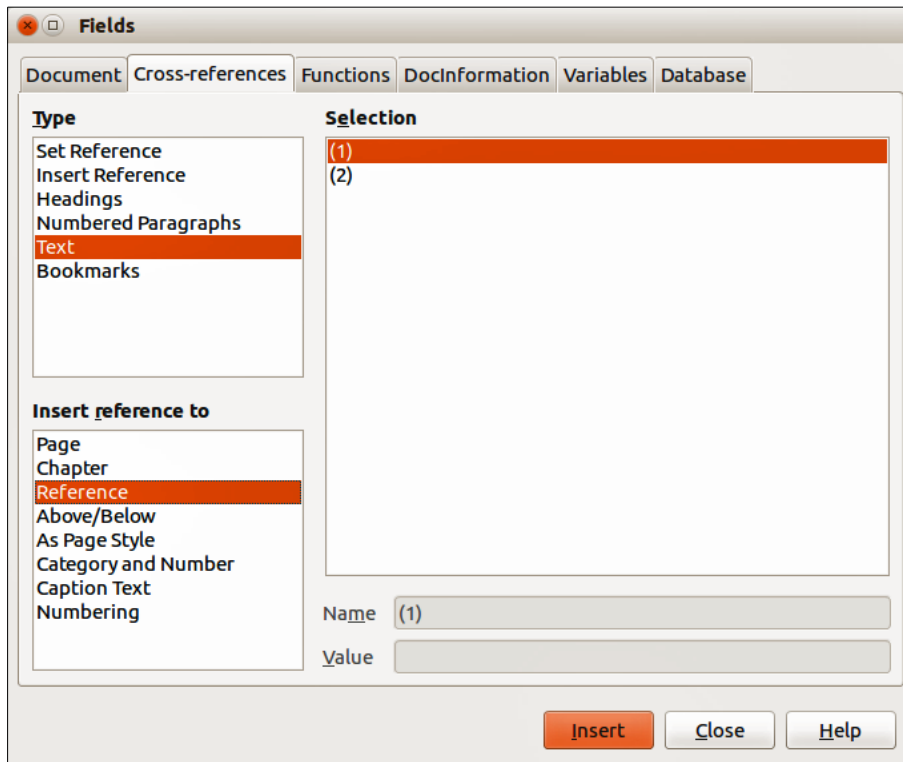 Fields
Document Cross-references Functions DocInformation Variables Database
Type
Set Reference
Insert Reference
Headings
Numbered Paragraphs
Text
Bookmarks
Selection
(1)
(2)
Insert reference to
Page
Chapter
Reference
Above/Below
As Page Style
Category and Number
Caption Text
Numbering
Name (1)
Value
Insert Close Help